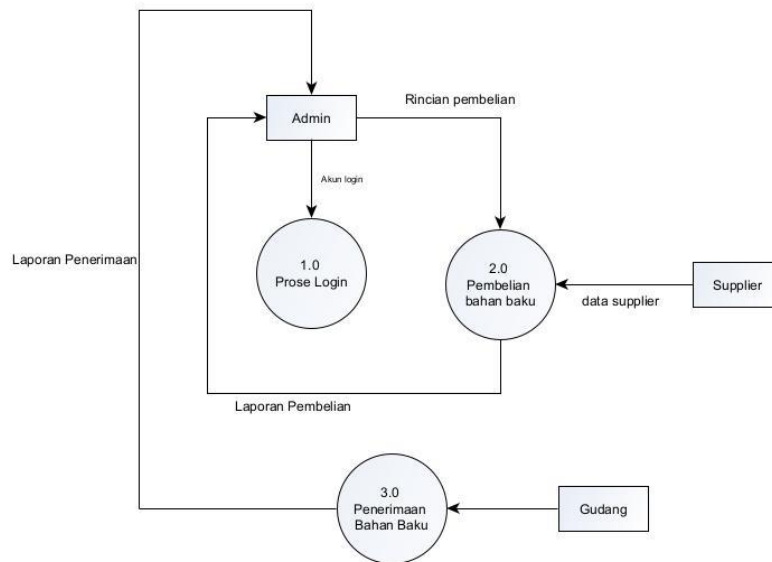 Admin
Rincian pembelian
Akun login
Laporan Penerimaan
1.0
Prose Login
2.0
Pembelian
bahan baku
data supplier
Supplier
Laporan Pembelian
3.0
Penerimaan
Bahan Baku
Gudang